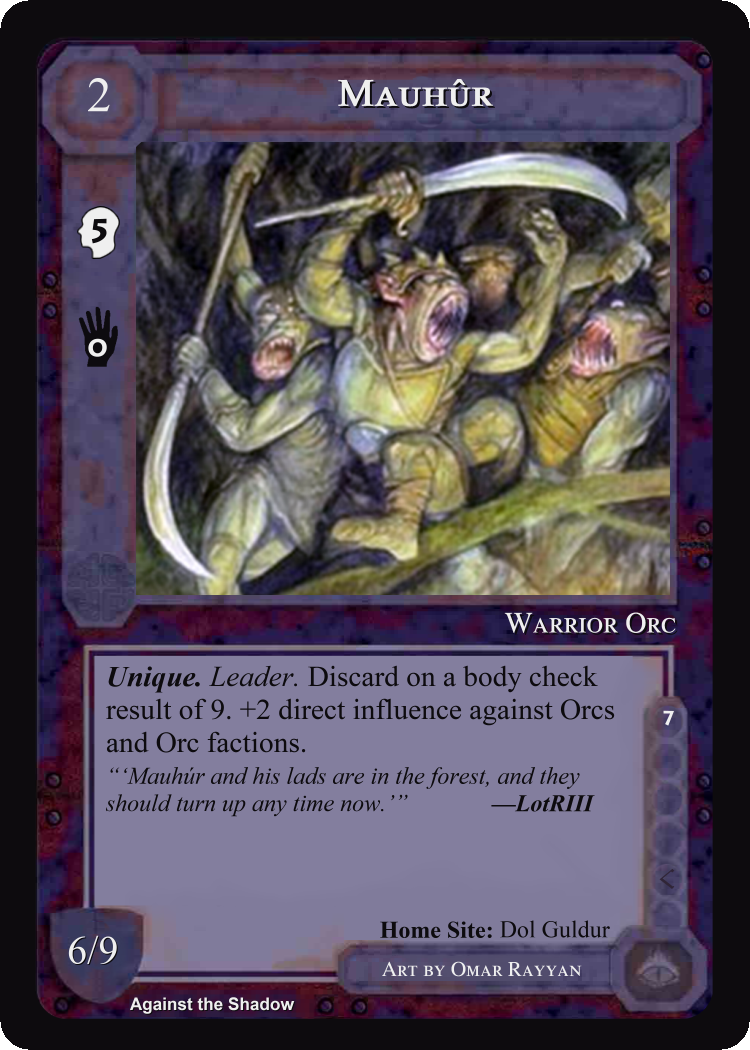 2
MAUHÛR
5
0
WARRIOR ORC
Unique. Leader. Discard on a body check
result of 9. +2 direct influence against Orcs
and Orc factions.
“‘Mauhúr and his lads are in the forest, and they
should turn up any time now.’” —LotRIII
7
Home Site: Dol Guldur
6/9
ART BY OMAR RAYYAN
Against the Shadow